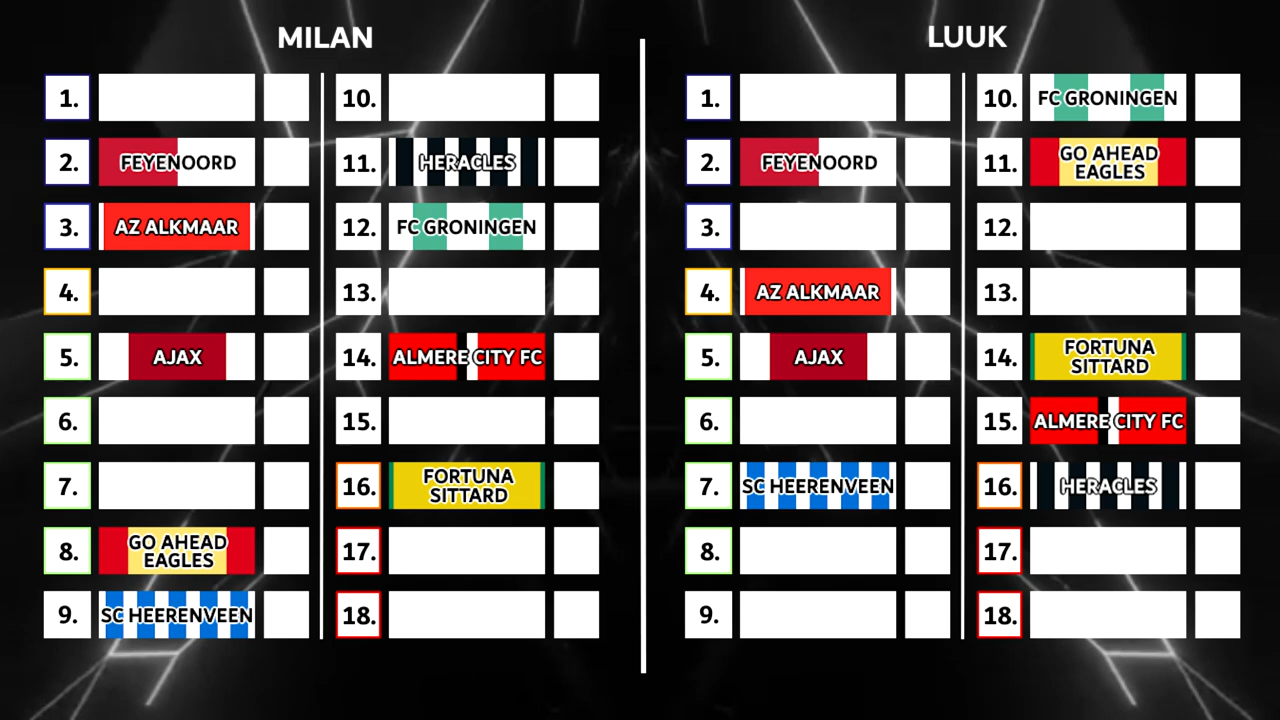 MILAN
1.
2. FEYENOORD
3. AZ ALKMAAR
4.
5. AJAX
6.
7.
8. GO AHEAD
EAGLES
9. SC HEERENVEEN
10.
11. HERACLES
12. FC GRONINGEN
13.
14. ALMERE CITY FC
15.
16. FORTUNA
SITTARD
17.
18.
LUUK
1.
2. FEYENOORD
3.
4. AZ ALKMAAR
5. AJAX
6.
7. SC HEERENVEEN
8.
9.
10. FC GRONINGEN
11. GO AHEAD
EAGLES
12.
13.
14. FORTUNA
SITTARD
15. ALMERE CITY FC
16. HERACLES
17.
18.